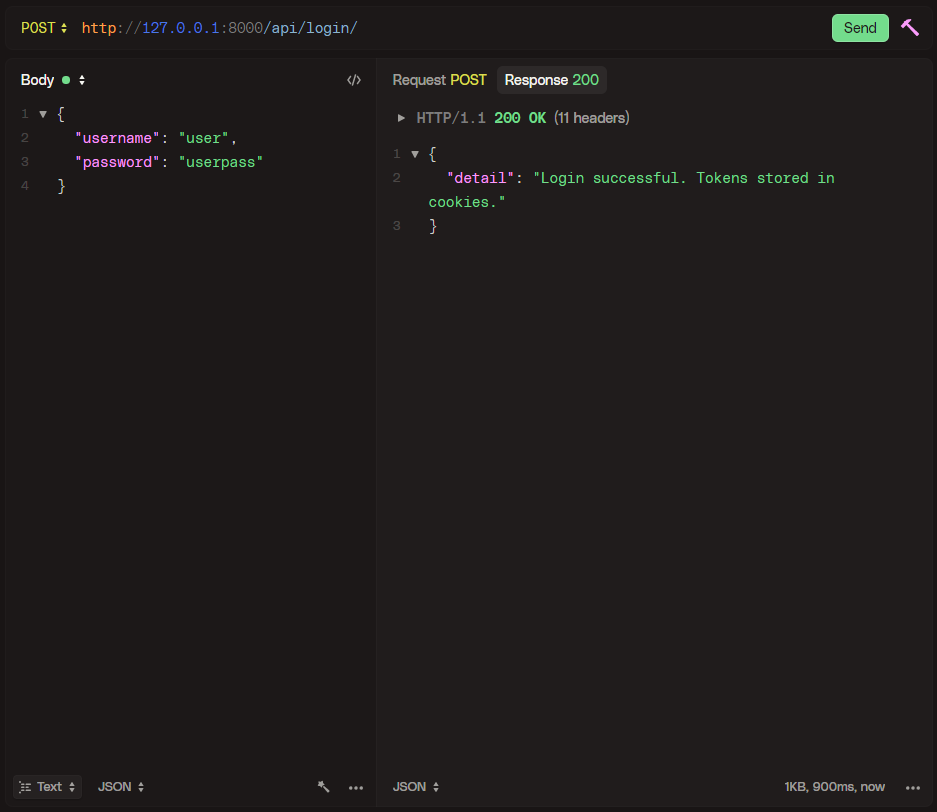 POST http://127.0.0.1:8000/api/login/ Send
Body </>
1 {
2 "username": "user",
3 "password": "userpass"
4 }
Text JSON
Request POST Response 200
HTTP/1.1 200 OK (11 headers)
1 {
2 "detail": "Login successful. Tokens stored in
cookies."
3 }
JSON 1KB, 900ms, now